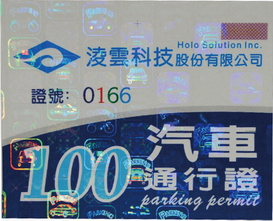 Holo Solution Inc.
凌雲科技股份有限公司
證號: 0166
100 汽車
通行證
parking permit